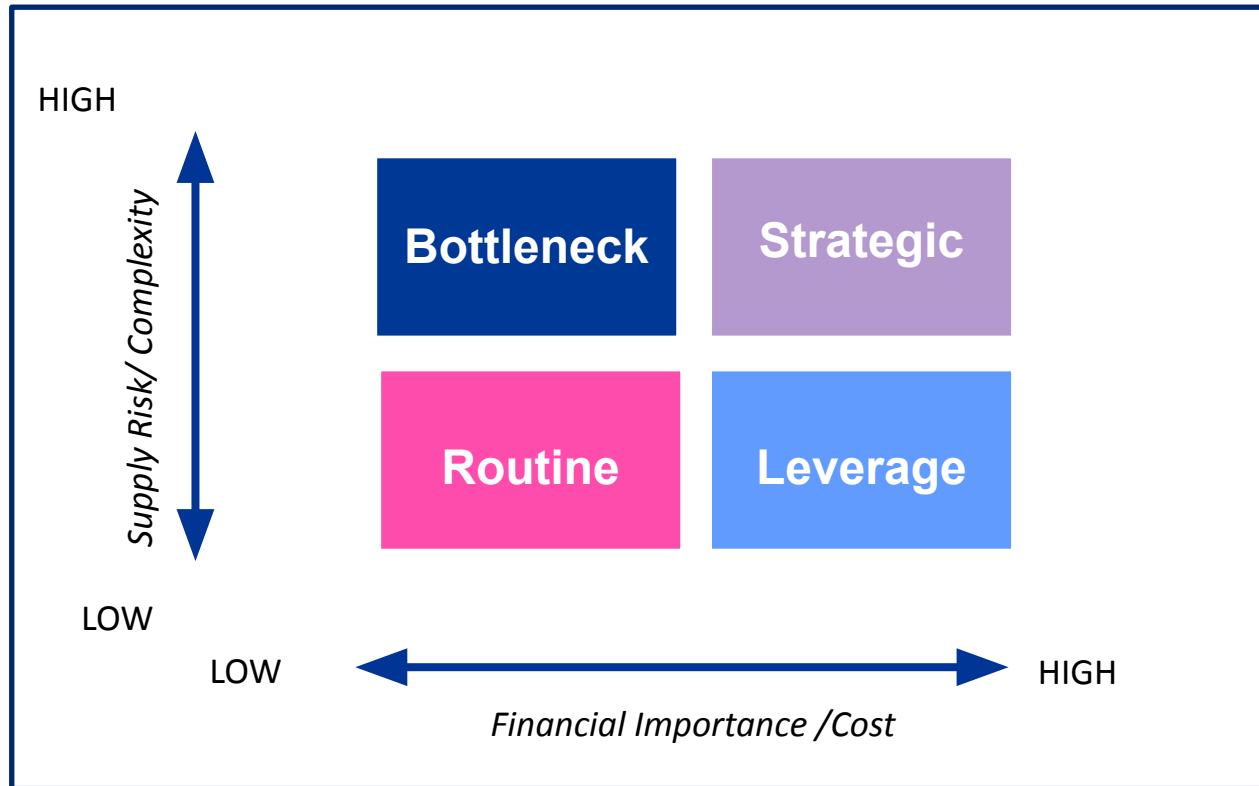 HIGH
Supply Risk/ Complexity
Bottleneck
Strategic
Routine
Leverage
LOW
LOW
HIGH
Financial Importance /Cost